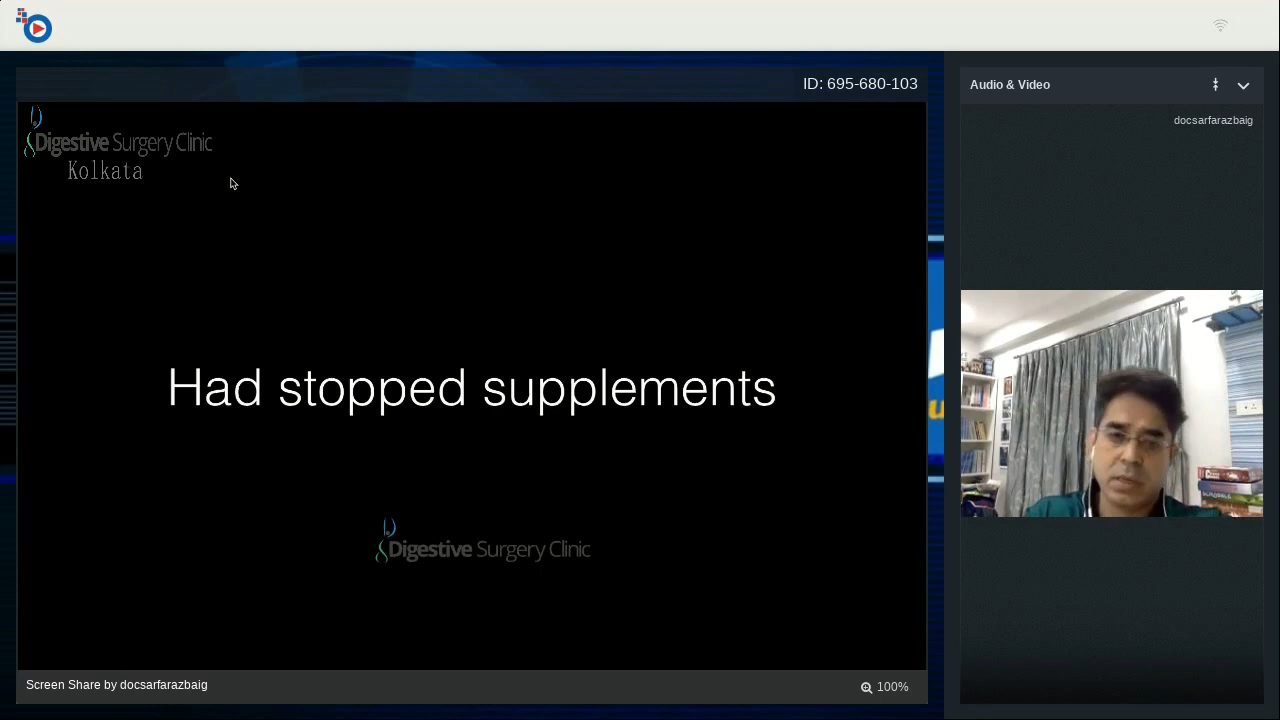 ID: 695-680-103
Audio & Video
docsarfarazbaig
Digestive Surgery Clinic
Kolkata
Had stopped supplements
Digestive Surgery Clinic
Screen Share by docsarfarazbaig
100%